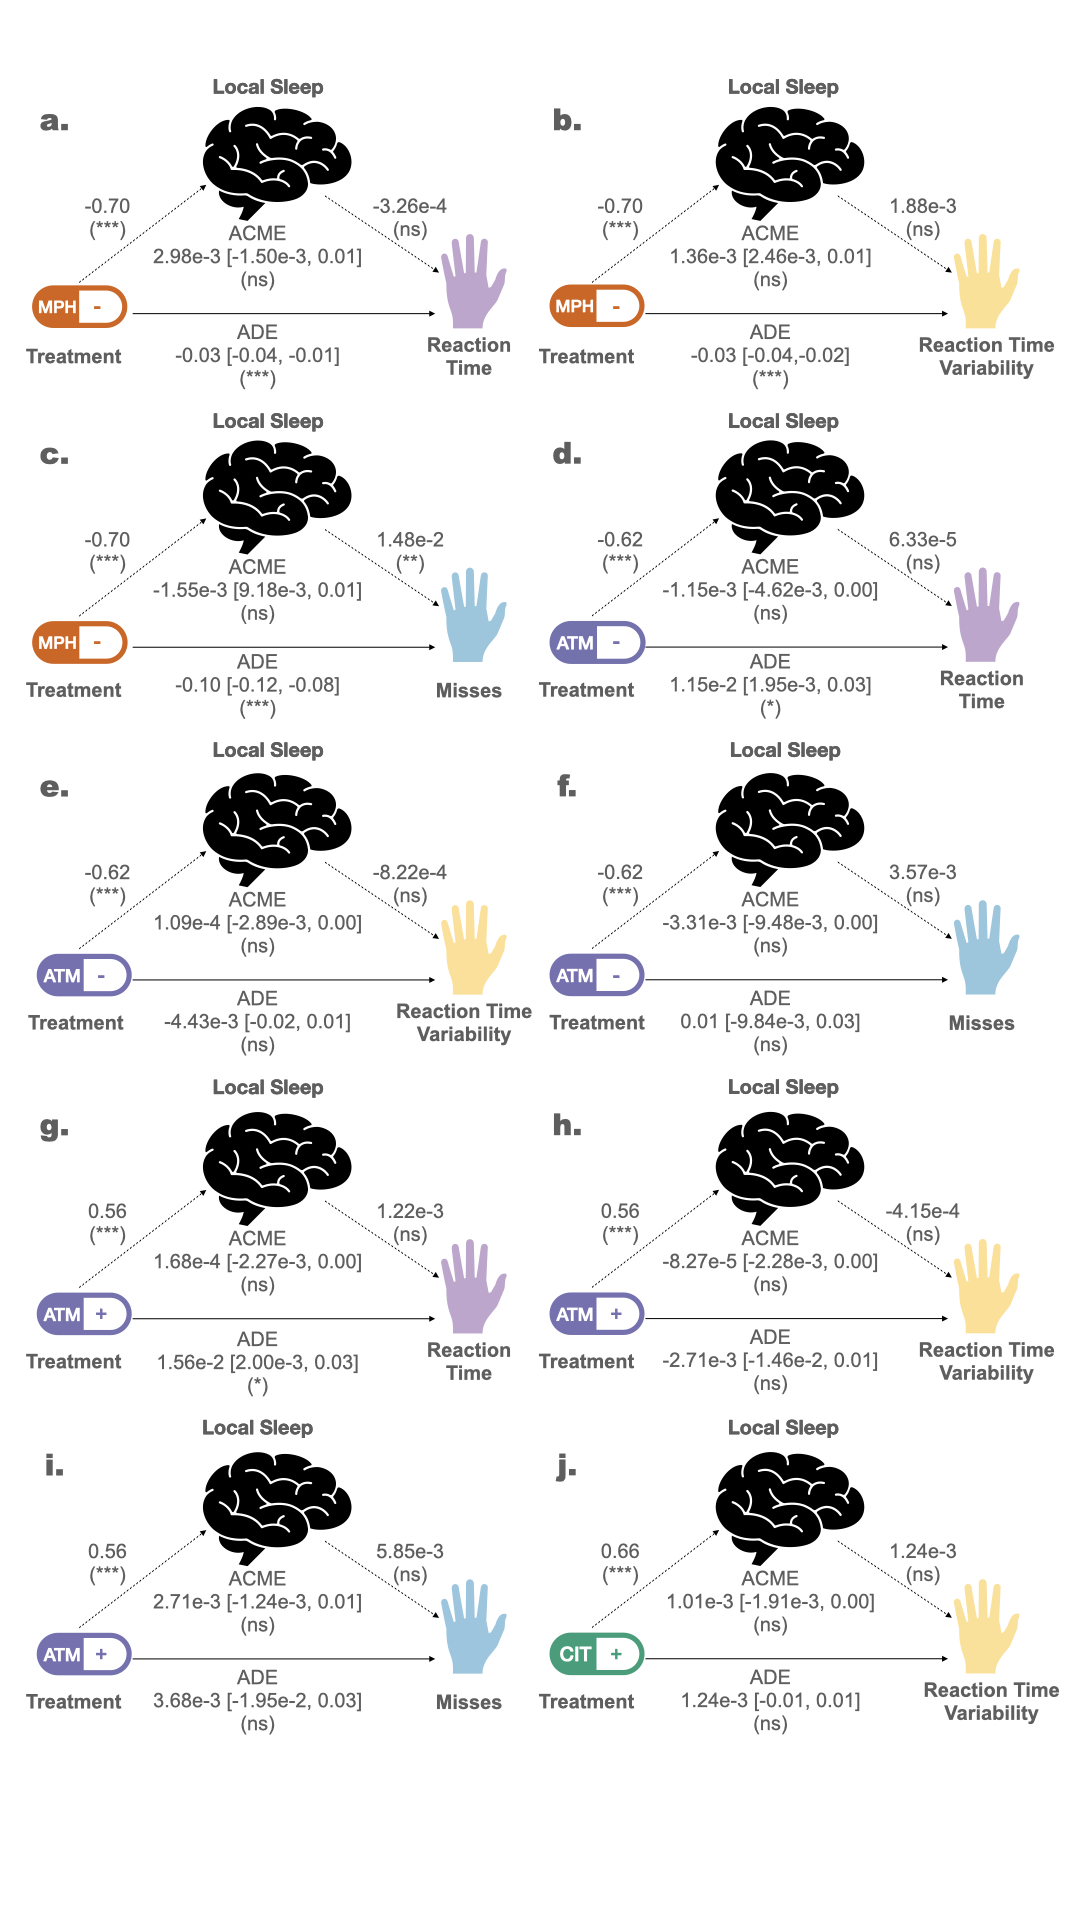 a.
Local Sleep
-0.70
(***)
-3.26e-4
(ns)
ACME
2.98e-3 [-1.50e-3, 0.01]
(ns)
MPH -
Treatment
ADE
-0.03 [-0.04, -0.01]
(***)
Reaction
Time
b.
Local Sleep
-0.70
(***)
1.88e-3
(ns)
ACME
1.36e-3 [2.46e-3, 0.01]
(ns)
MPH -
Treatment
ADE
-0.03 [-0.04,-0.02]
(***)
Reaction Time
Variability
c.
Local Sleep
-0.70
(***)
1.48e-2
(**)
ACME
-1.55e-3 [9.18e-3, 0.01]
(ns)
MPH -
Treatment
ADE
-0.10 [-0.12, -0.08]
(***)
Misses
d.
Local Sleep
-0.62
(***)
6.33e-5
(ns)
ACME
-1.15e-3 [-4.62e-3, 0.00]
(ns)
ATM -
Treatment
ADE
1.15e-2 [1.95e-3, 0.03]
(*)
Reaction
Time
e.
Local Sleep
-0.62
(***)
-8.22e-4
(ns)
ACME
1.09e-4 [-2.89e-3, 0.00]
(ns)
ATM -
Treatment
ADE
-4.43e-3 [-0.02, 0.01]
(ns)
Reaction Time
Variability
f.
Local Sleep
-0.62
(***)
3.57e-3
(ns)
ACME
-3.31e-3 [-9.48e-3, 0.00]
(ns)
ATM -
Treatment
ADE
0.01 [-9.84e-3, 0.03]
(ns)
Misses
g.
Local Sleep
0.56
(***)
1.22e-3
(ns)
ACME
1.68e-4 [-2.27e-3, 0.00]
(ns)
ATM +
Treatment
ADE
1.56e-2 [2.00e-3, 0.03]
(*)
Reaction
Time
h.
Local Sleep
0.56
(***)
-4.15e-4
(ns)
ACME
-8.27e-5 [-2.28e-3, 0.00]
(ns)
ATM +
Treatment
ADE
-2.71e-3 [-1.46e-2, 0.01]
(ns)
Reaction Time
Variability
i.
Local Sleep
0.56
(***)
5.85e-3
(ns)
ACME
2.71e-3 [-1.24e-3, 0.01]
(ns)
ATM +
Treatment
ADE
3.68e-3 [-1.95e-2, 0.03]
(ns)
Misses
j.
Local Sleep
0.66
(***)
1.24e-3
(ns)
ACME
1.01e-3 [-1.91e-3, 0.00]
(ns)
CIT +
Treatment
ADE
1.24e-3 [-0.01, 0.01]
(ns)
Reaction Time
Variability